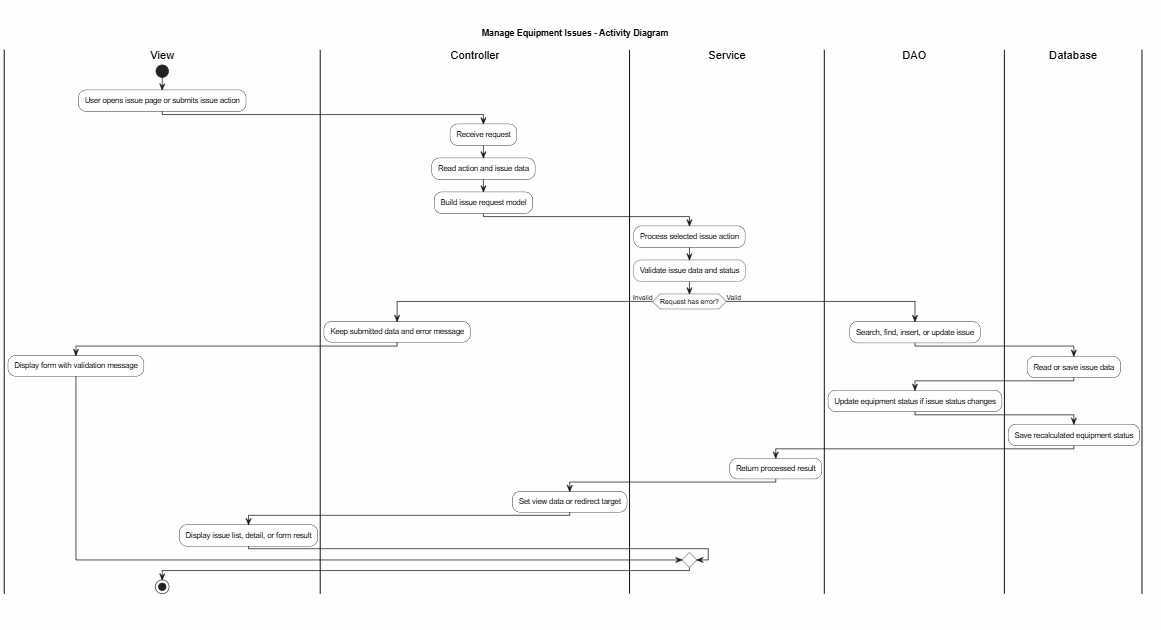 Manage Equipment Issues - Activity Diagram
View
Controller
Service
DAO
Database
User opens issue page or submits issue action
Receive request
Read action and issue data
Build issue request model
Process selected issue action
Validate issue data and status
Invalid
Request has error?
Valid
Keep submitted data and error message
Search, find, insert, or update issue
Display form with validation message
Read or save issue data
Update equipment status if issue status changes
Save recalculated equipment status
Return processed result
Set view data or redirect target
Display issue list, detail, or form result